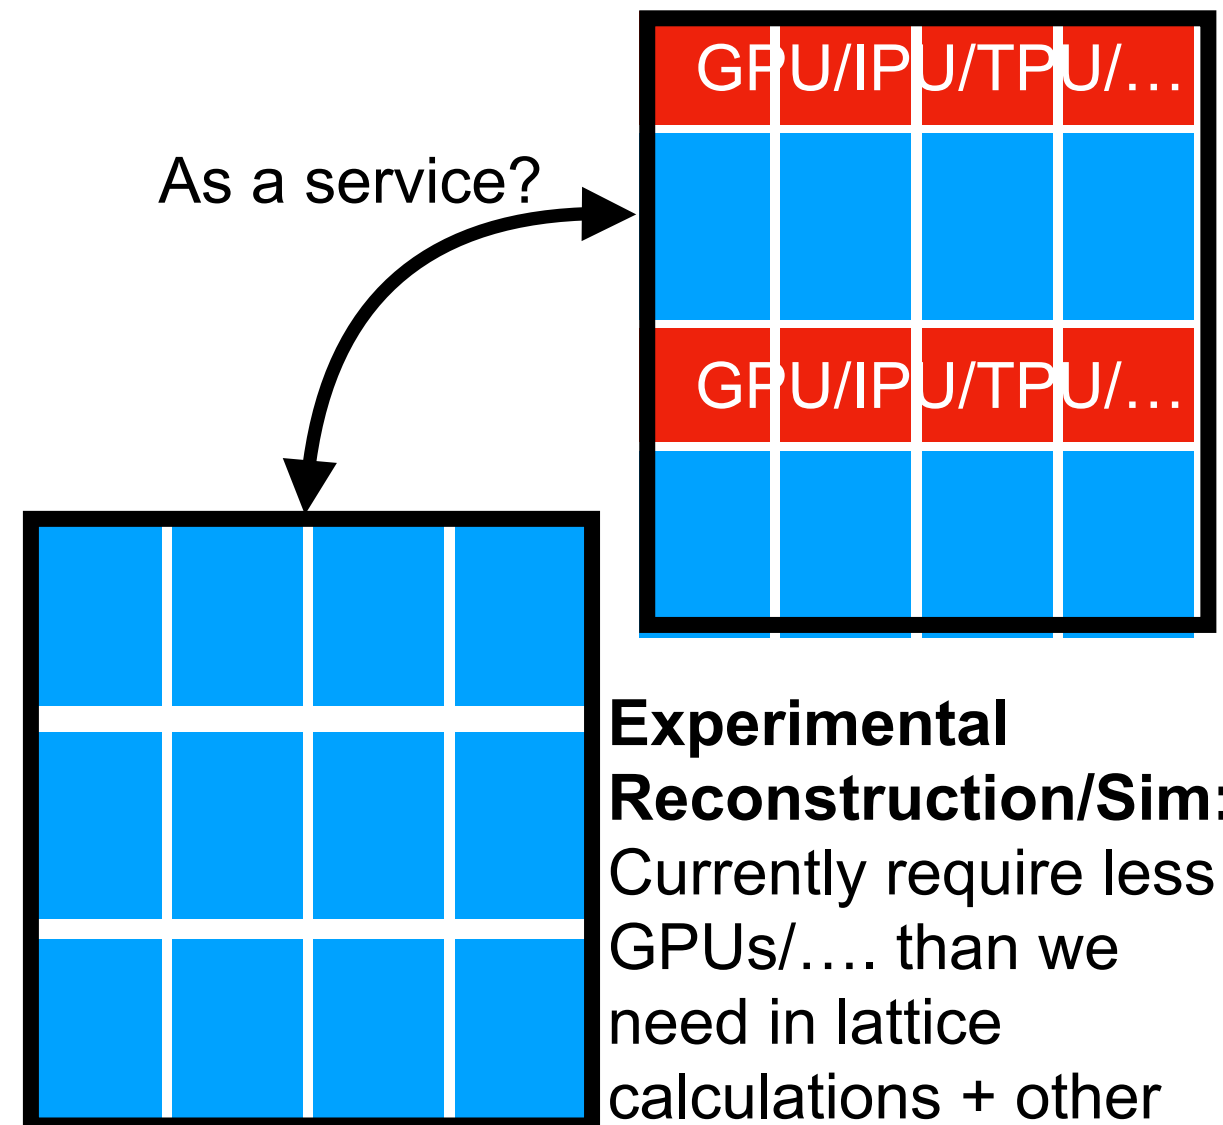 GPU/IPU/TPU/…
As a service?
GPU/IPU/TPU/…
Experimental
Reconstruction/Sim:
Currently require less
GPUs/…. than we
need in lattice
calculations + other